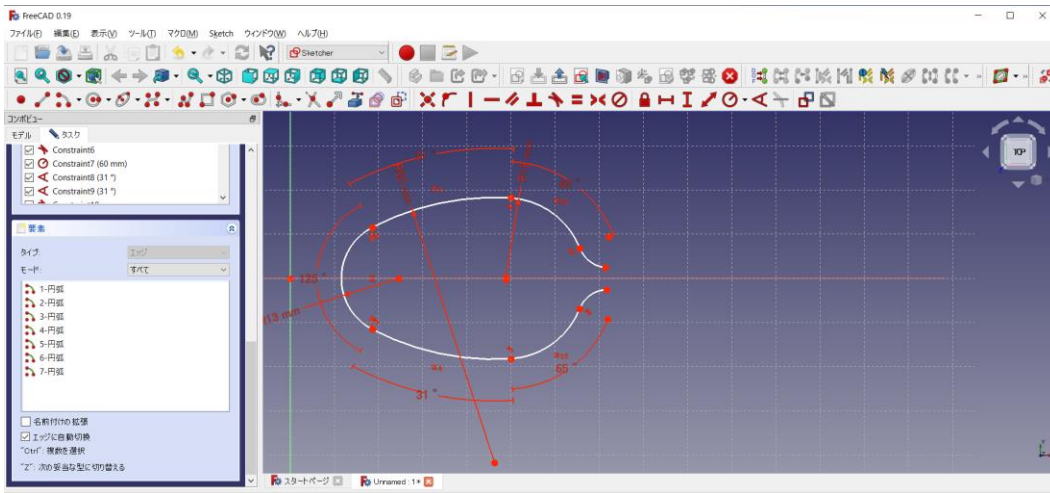 FreeCAD 0.19
ファイル(F) 編集(E) 表示(V) ツール(T) マクロ(M) Sketch ウィンドウ(W) ヘルプ(H)
Sketcher
コンボビュー
モデル タスク
Constraint6
Constraint7 (60 mm)
Constraint8 (31 °)
Constraint9 (31 °)
要素
タイプ: エッジ
モード: すべて
1-円弧
2-円弧
3-円弧
4-円弧
5-円弧
6-円弧
7-円弧
名前付けの拡張
エッジに自動切換
"Ctrl": 複数を選択
"Z": 次の妥当な型に切り替える
125 °
31 °
65 °
TOP
スタートページ
Unnamed : 1*